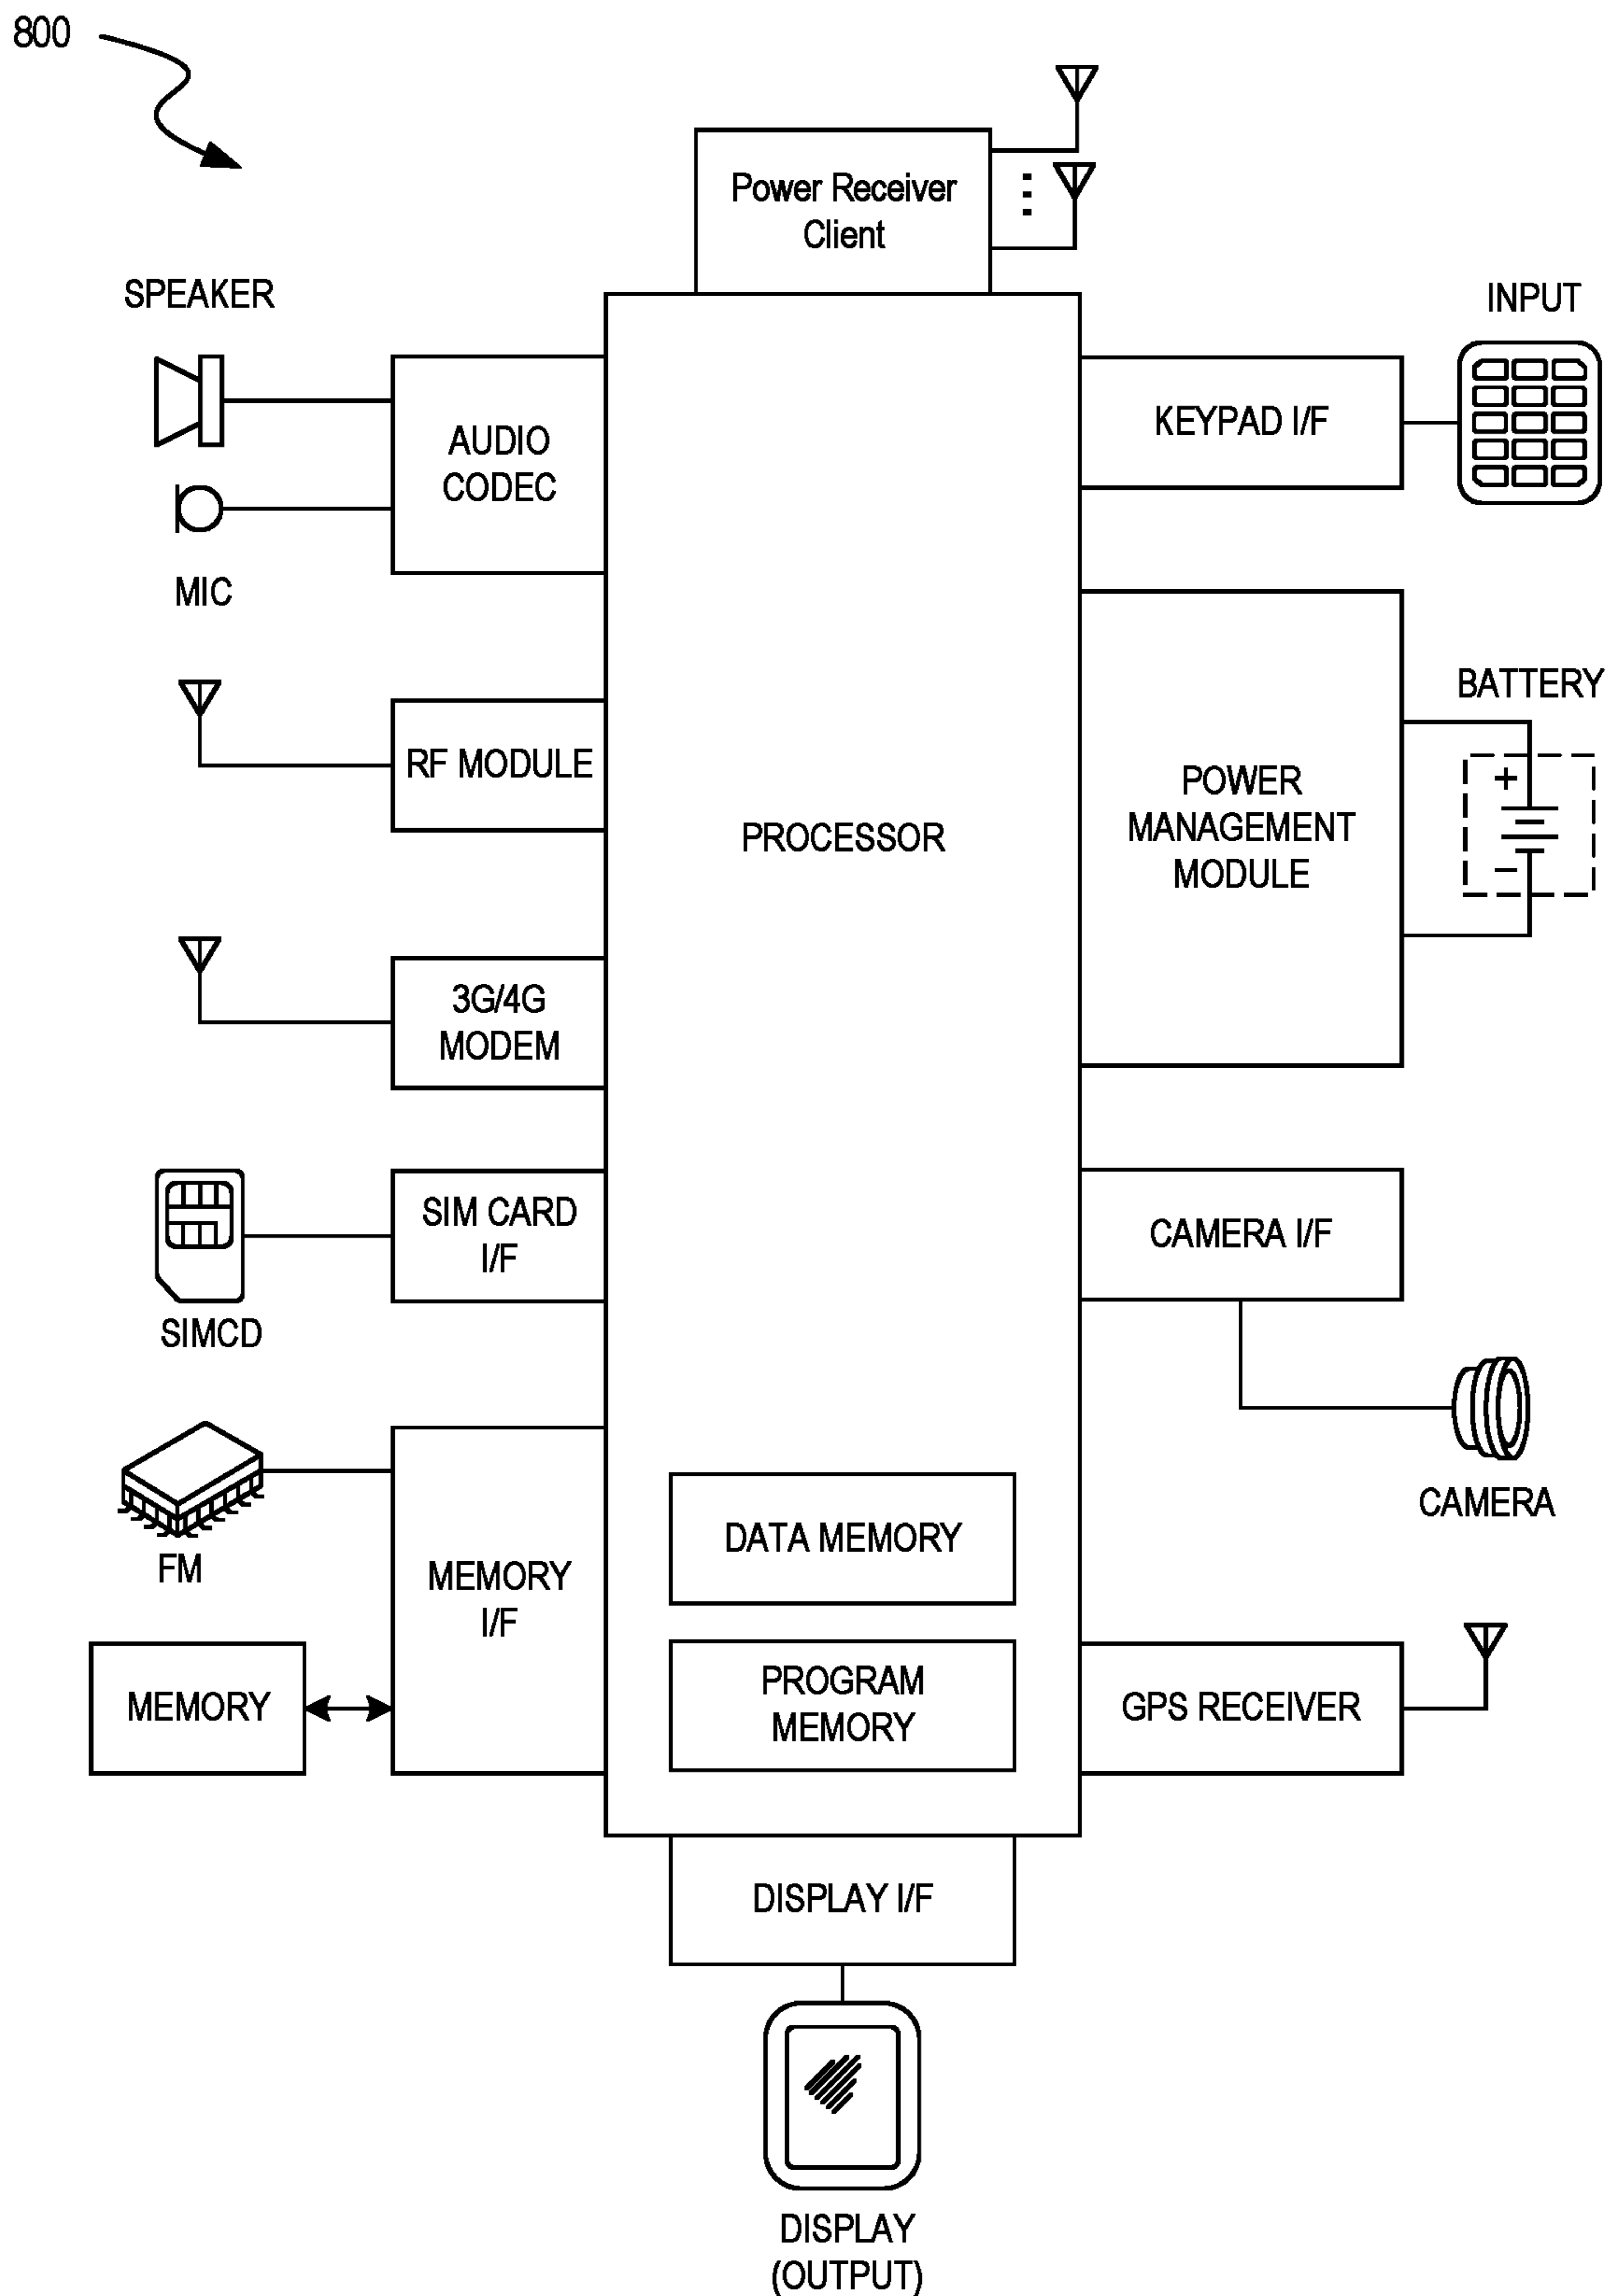 800
Power Receiver
Client
SPEAKER
INPUT
KEYPAD I/F
AUDIO
CODEC
MIC
BATTERY
RF MODULE
+
POWER
MANAGEMENT
MODULE
−
PROCESSOR
3G/4G
MODEM
SIM CARD
I/F
CAMERA I/F
SIMCD
CAMERA
DATA MEMORY
FM
MEMORY
I/F
MEMORY
PROGRAM
MEMORY
GPS RECEIVER
DISPLAY I/F
DISPLAY
(OUTPUT)